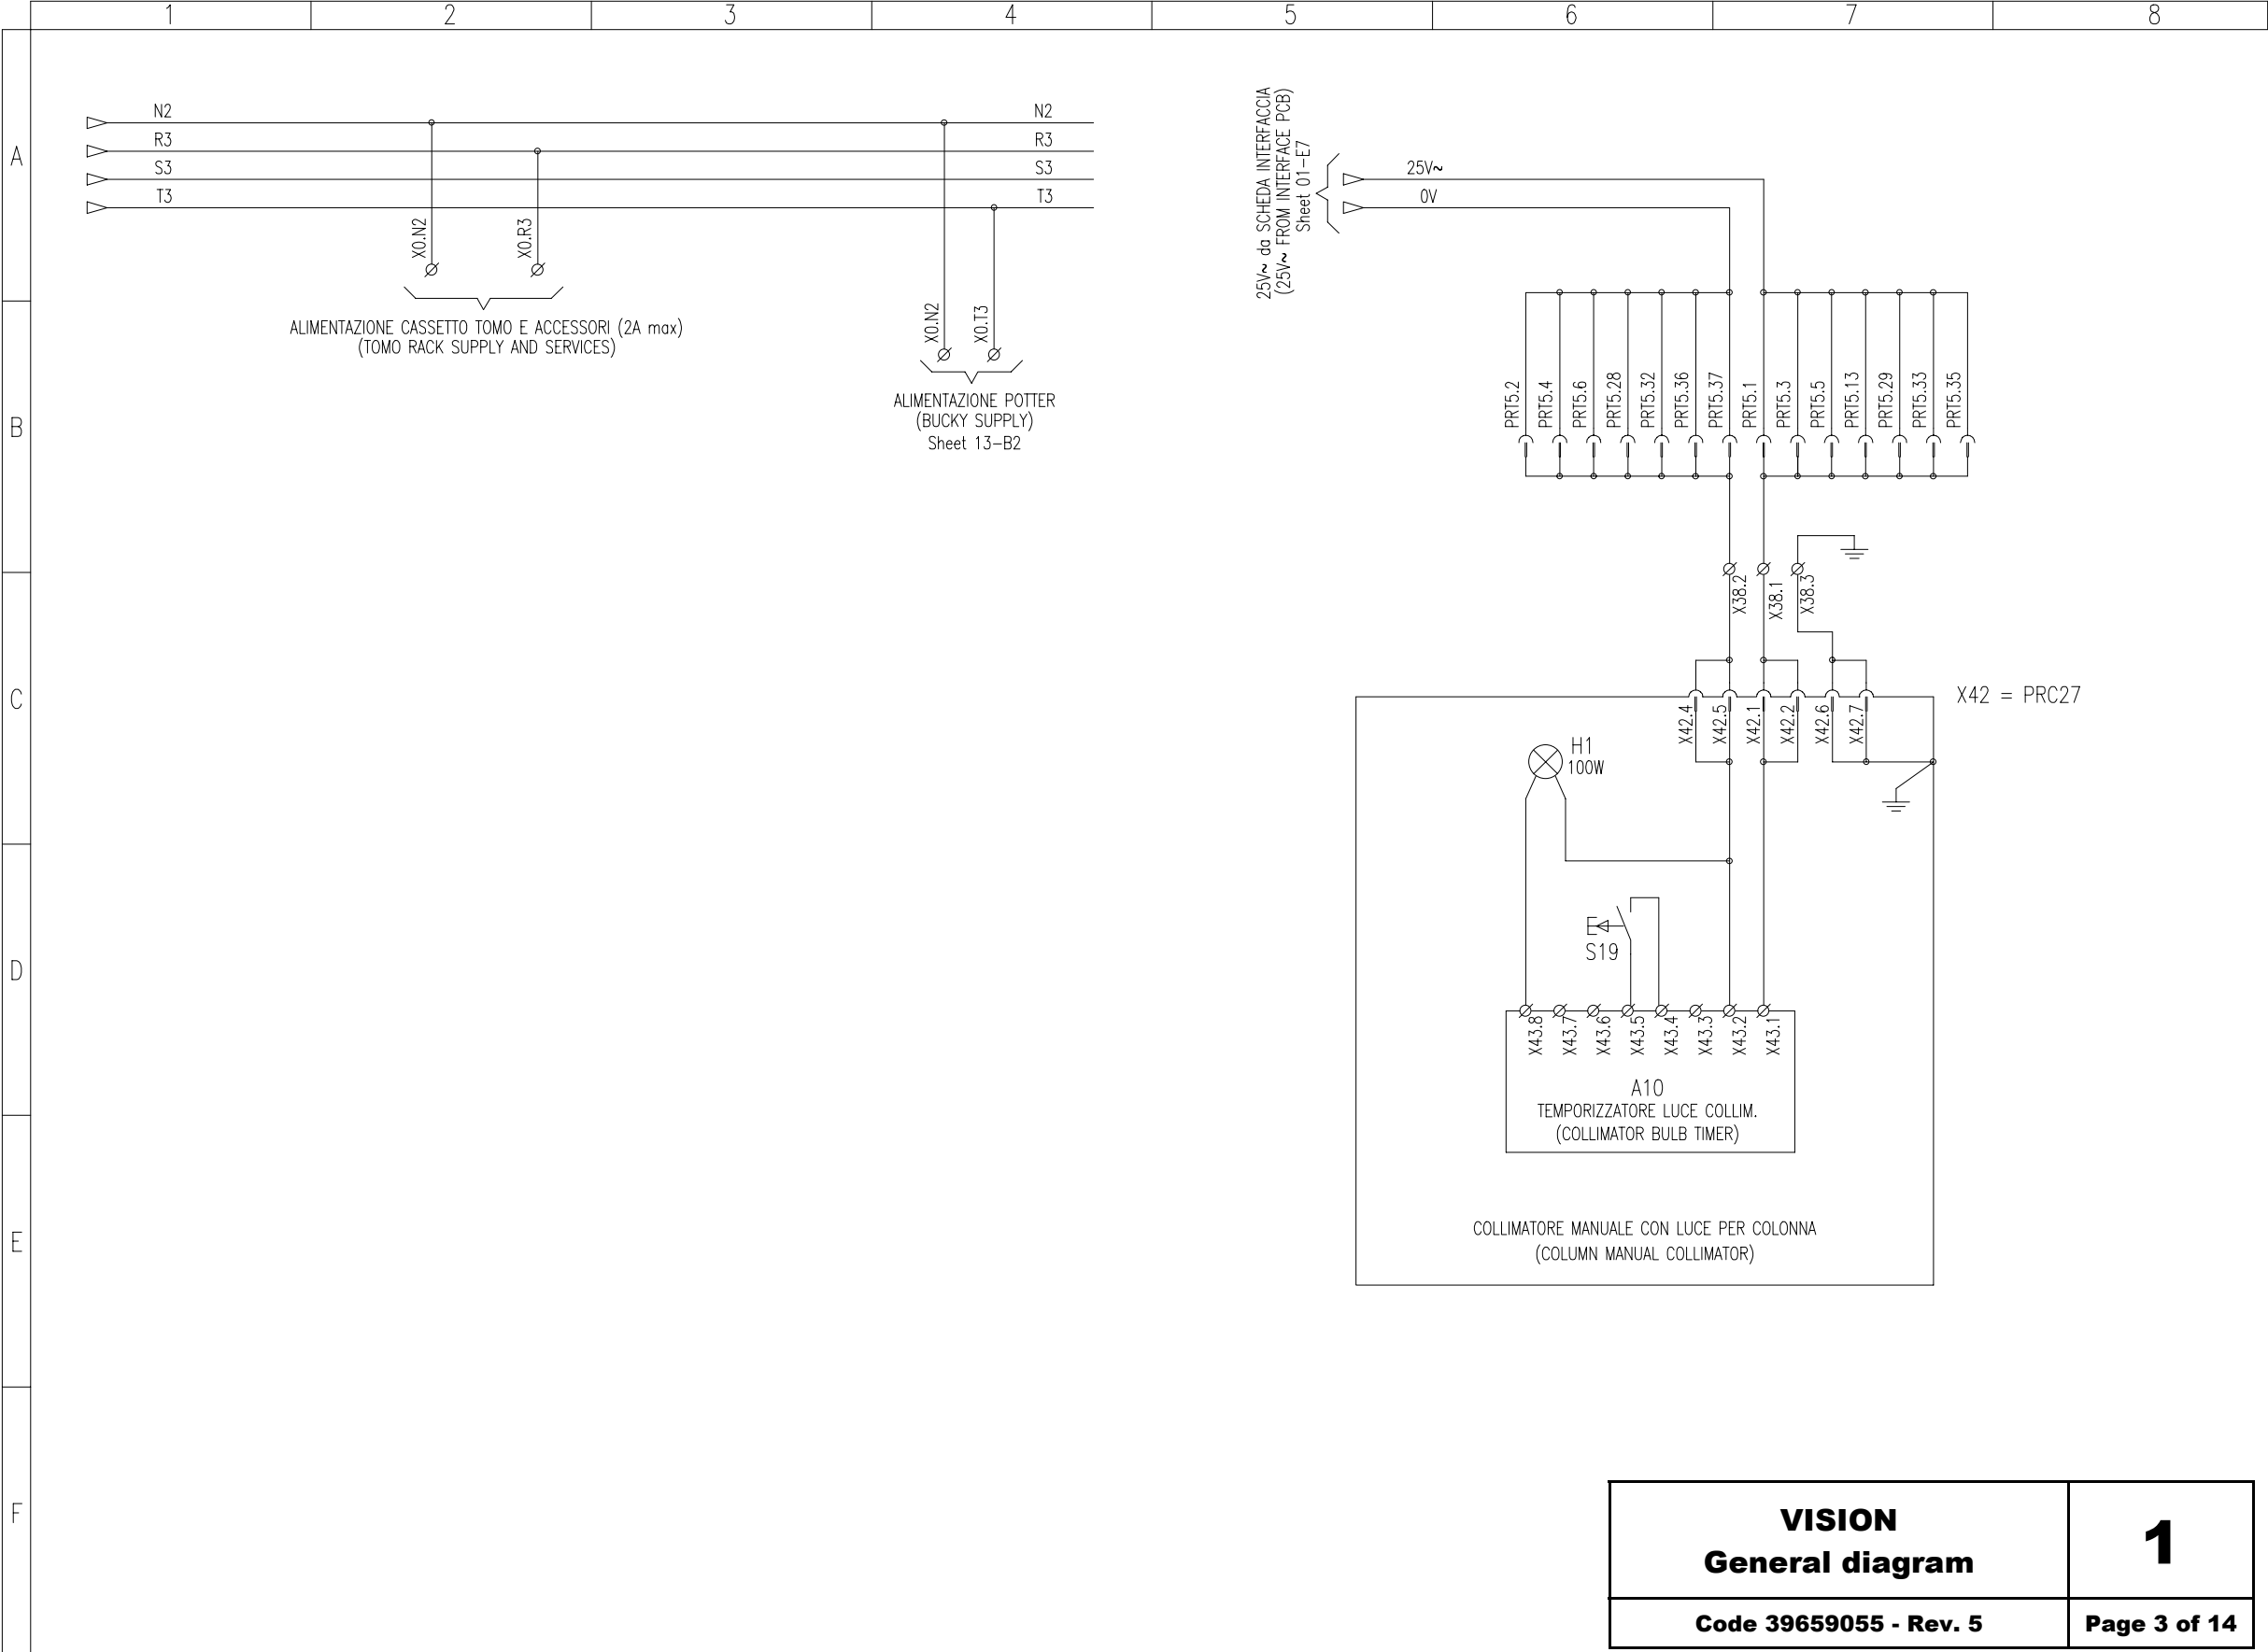 1 2 3 4 5 6 7 8
A
B
C
D
E
F
N2 N2
R3 R3
S3 S3
T3 T3
X0.N2 X0.R3
ALIMENTAZIONE CASSETTO TOMO E ACCESSORI (2A max)
(TOMO RACK SUPPLY AND SERVICES)
X0.N2 X0.T3
ALIMENTAZIONE POTTER
(BUCKY SUPPLY)
Sheet 13-B2
25V~ da SCHEDA INTERFACCIA
(25V~ FROM INTERFACE PCB)
Sheet 01-E7
25V~
0V
PRT5.2 PRT5.4 PRT5.6 PRT5.28 PRT5.32 PRT5.36 PRT5.37 PRT5.1 PRT5.3 PRT5.5 PRT5.13 PRT5.29 PRT5.33 PRT5.35
X38.2 X38.1 X38.3
X42 = PRC27
X42.4 X42.5 X42.1 X42.2 X42.6 X42.7
H1
100W
S19
X43.8 X43.7 X43.6 X43.5 X43.4 X43.3 X43.2 X43.1
A10
TEMPORIZZATORE LUCE COLLIM.
(COLLIMATOR BULB TIMER)
COLLIMATORE MANUALE CON LUCE PER COLONNA
(COLUMN MANUAL COLLIMATOR)
VISION
General diagram
1
Code 39659055 - Rev. 5
Page 3 of 14